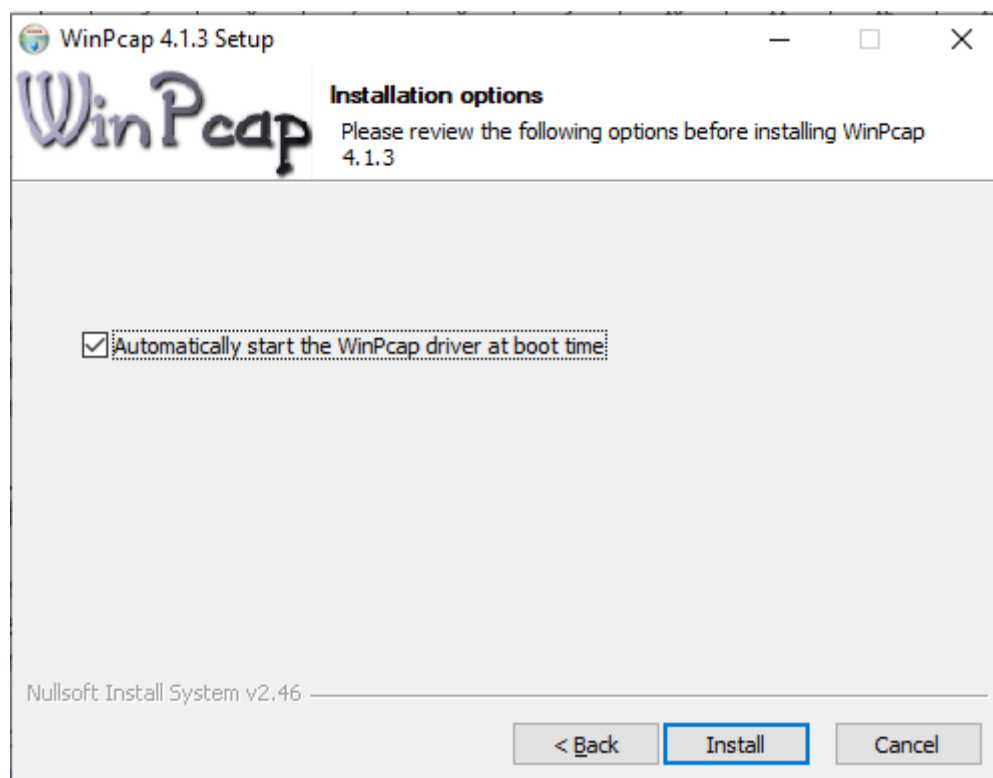 WinPcap 4.1.3 Setup
WinPcap
Installation options
Please review the following options before installing WinPcap
4.1.3
Automatically start the WinPcap driver at boot time
Nullsoft Install System v2.46
< Back
Install
Cancel